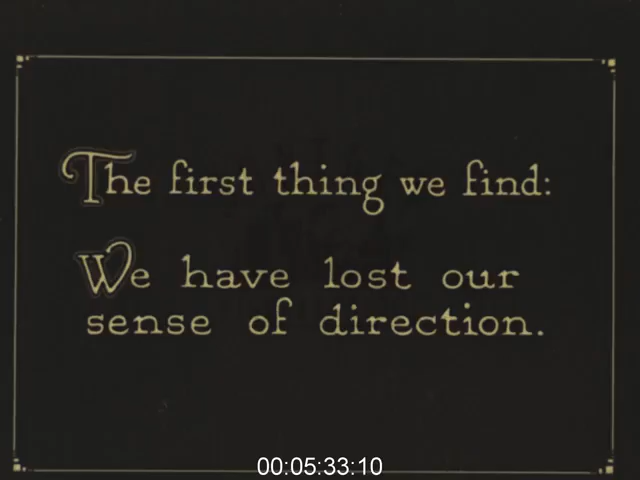 The first thing we find:
We have lost our
sense of direction.
00:05:33:10